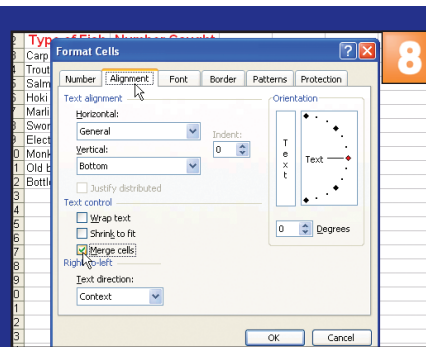 Type of Fish Number Caught
Format Cells
8
Carp
Trout
Salm
Hoki
Marli
Swor
Elect
Monk
Old b
Bottle
Number Alignment Font Border Patterns Protection
Text alignment
Horizontal:
General
Indent:
0
Vertical:
Bottom
Justify distributed
Text control
Wrap text
Shrink to fit
Merge cells
Right-to-left
Text direction:
Context
Orientation
Text
Text
0 Degrees
OK Cancel